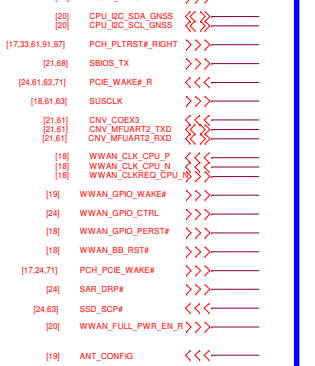 [20] CPU_I2C_SDA_GNSS
[20] CPU_I2C_SCL_GNSS
[17,33,61,91,97] PCH_PLTRST#_RIGHT
[21,68] SBIOS_TX
[24,61,63,71] PCIE_WAKE#_R
[18,61,63] SUSCLK
[21,61] CNV_COEX3
[21,61] CNV_MFUART2_TXD
[21,61] CNV_MFUART2_RXD
[18] WWAN_CLK_CPU_P
[18] WWAN_CLK_CPU_N
[18] WWAN_CLKREQ_CPU_N
[19] WWAN_GPIO_WAKE#
[24] WWAN_GPIO_CTRL
[18] WWAN_GPIO_PERST#
[18] WWAN_BB_RST#
[17,24,71] PCH_PCIE_WAKE#
[24] SAR_DRP#
[24,63] SSD_SCP#
[20] WWAN_FULL_PWR_EN_R
[19] ANT_CONFIG